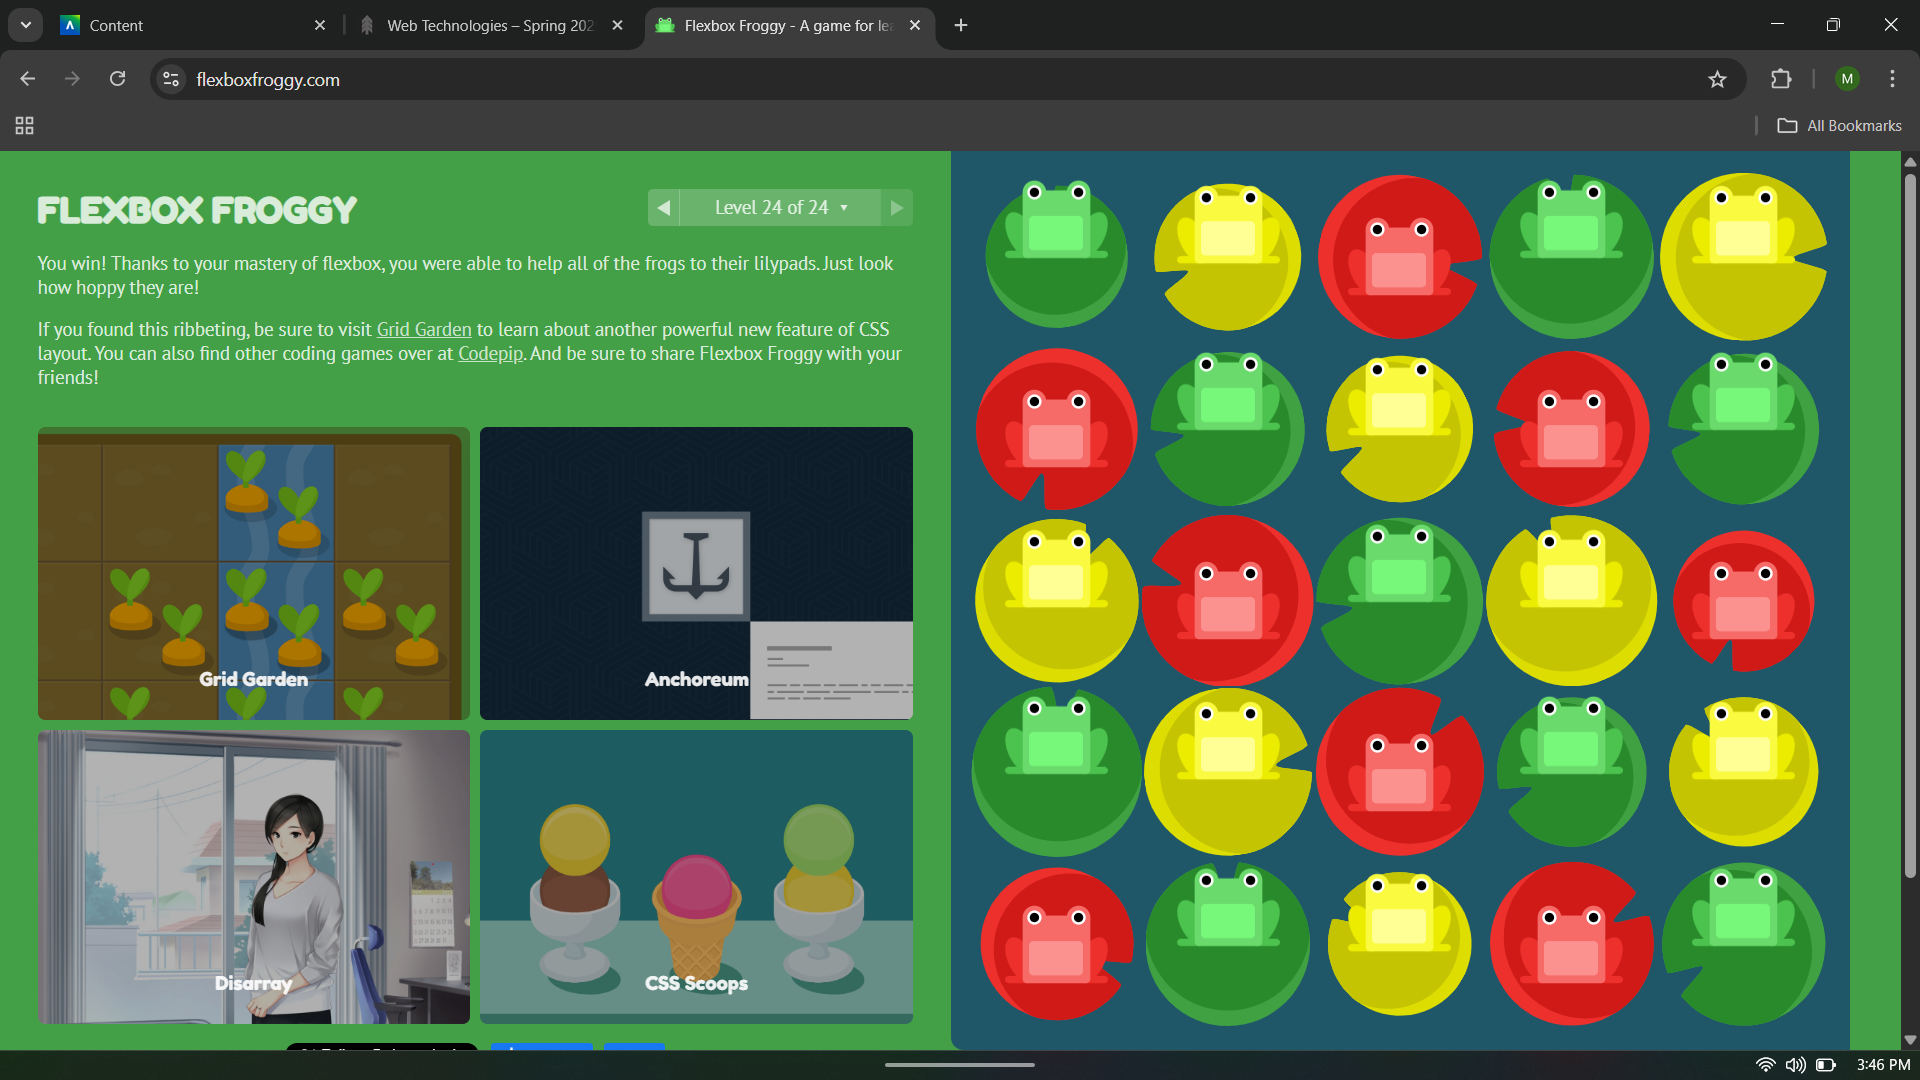 Content
Web Technologies – Spring 202
Flexbox Froggy - A game for le
flexboxfroggy.com
M
All Bookmarks
FLEXBOX FROGGY
Level 24 of 24
You win! Thanks to your mastery of flexbox, you were able to help all of the frogs to their lilypads. Just look
how hoppy they are!
If you found this ribbeting, be sure to visit Grid Garden to learn about another powerful new feature of CSS
layout. You can also find other coding games over at Codepip. And be sure to share Flexbox Froggy with your
friends!
Grid Garden
Anchoreum
Disarray
CSS Scoops
3:46 PM